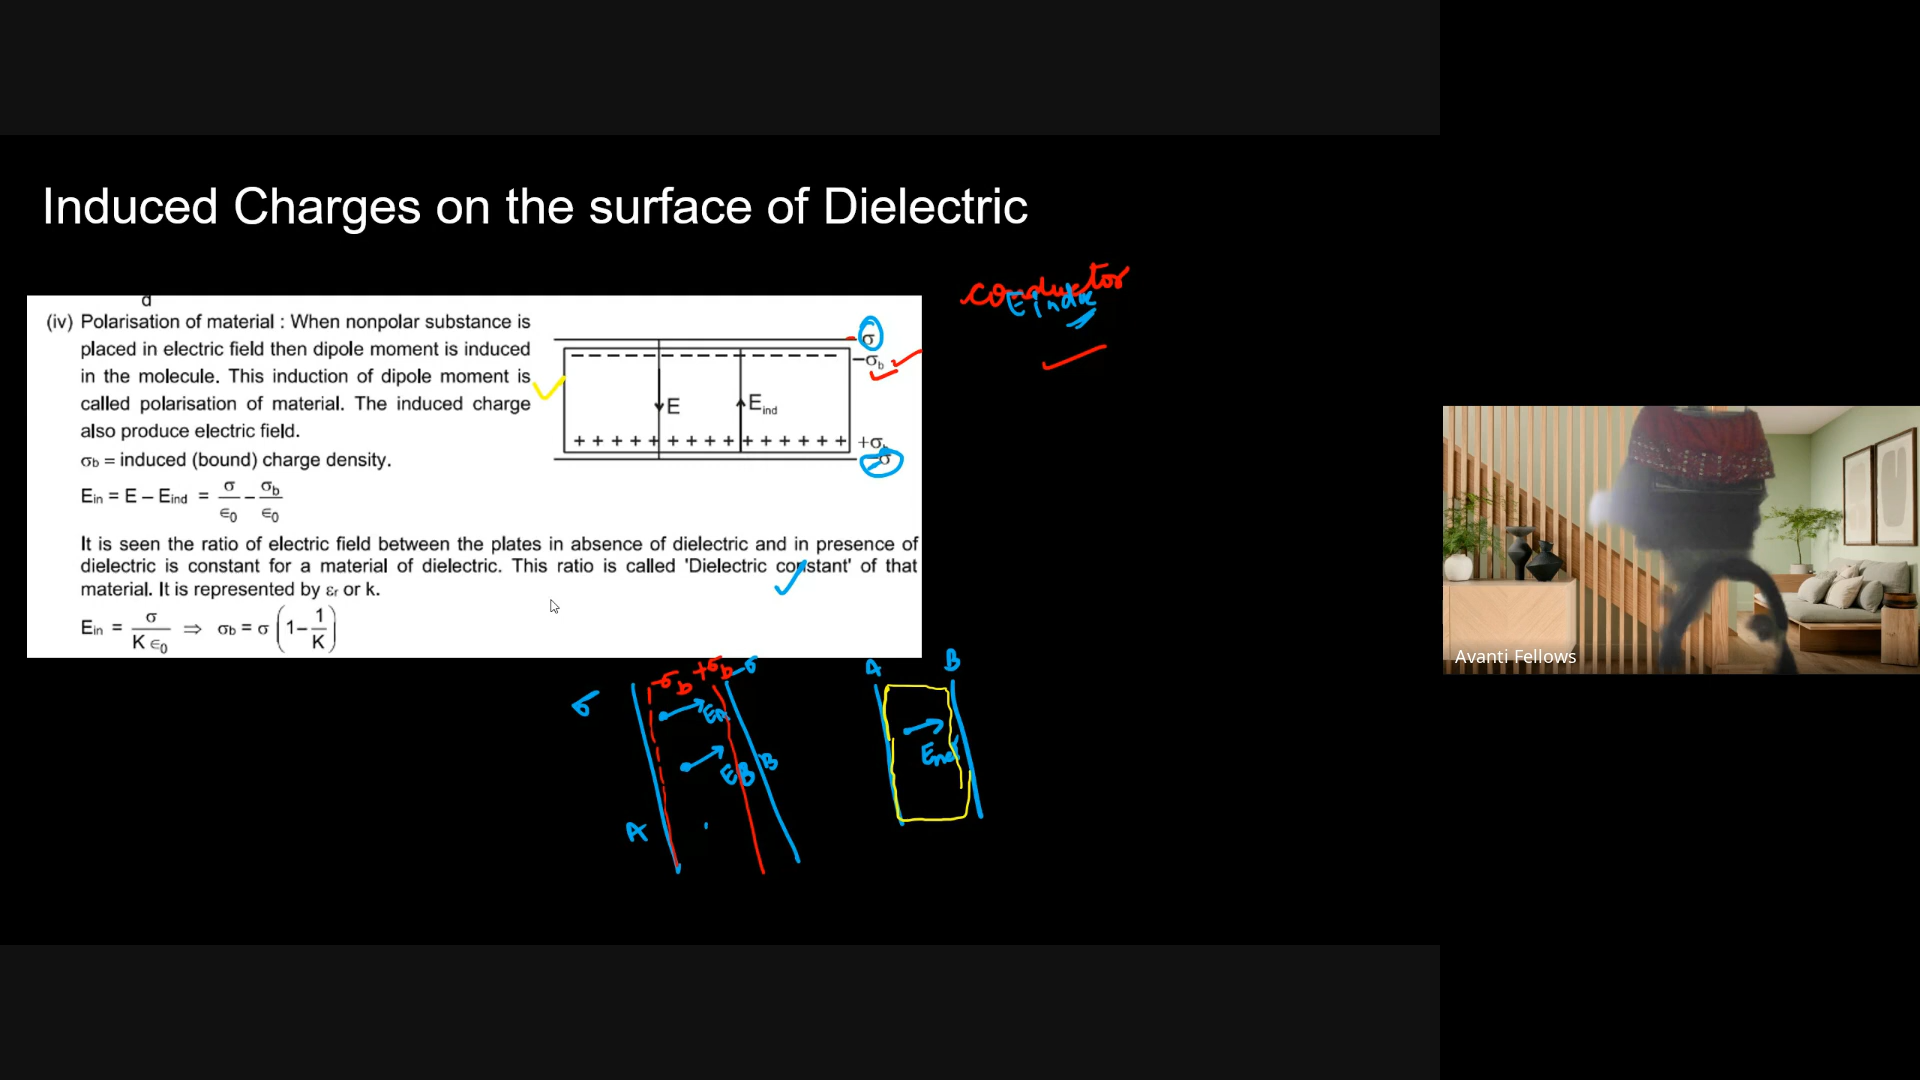 Induced Charges on the surface of Dielectric
conductor
E indu
d
(iv) Polarisation of material : When nonpolar substance is
placed in electric field then dipole moment is induced
in the molecule. This induction of dipole moment is
called polarisation of material. The induced charge
also produce electric field.
σb = induced (bound) charge density.
Ein = E – Eind = σ/∈0 – σb/∈0
It is seen the ratio of electric field between the plates in absence of dielectric and in presence of
dielectric is constant for a material of dielectric. This ratio is called 'Dielectric constant' of that
material. It is represented by εr or k.
Ein = σ/K∈0 ⇒ σb = σ (1–1/K)
σ
–σb
E
Eind
+ + + + + + + + + + + + + + +
+σb
–σ
σ
-σb +σb -σ
EA
EB
B
A
A B
Enet
Avanti Fellows